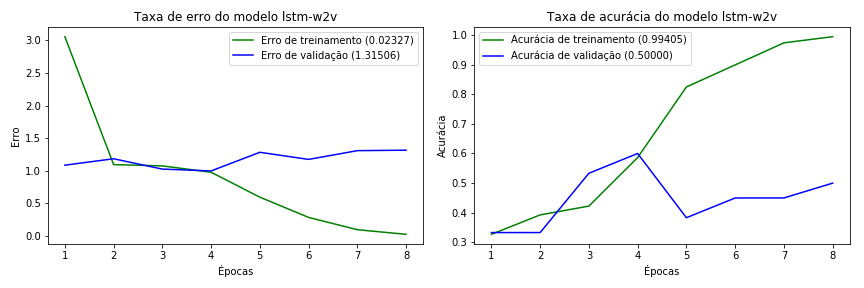 Taxa de erro do modelo lstm-w2v
Erro de treinamento (0.02327)
Erro de validação (1.31506)
3.0
2.5
2.0
1.5
1.0
0.5
0.0
Erro
1 2 3 4 5 6 7 8
Épocas
Taxa de acurácia do modelo lstm-w2v
Acurácia de treinamento (0.99405)
Acurácia de validação (0.50000)
1.0
0.9
0.8
0.7
0.6
0.5
0.4
0.3
Acurácia
1 2 3 4 5 6 7 8
Épocas